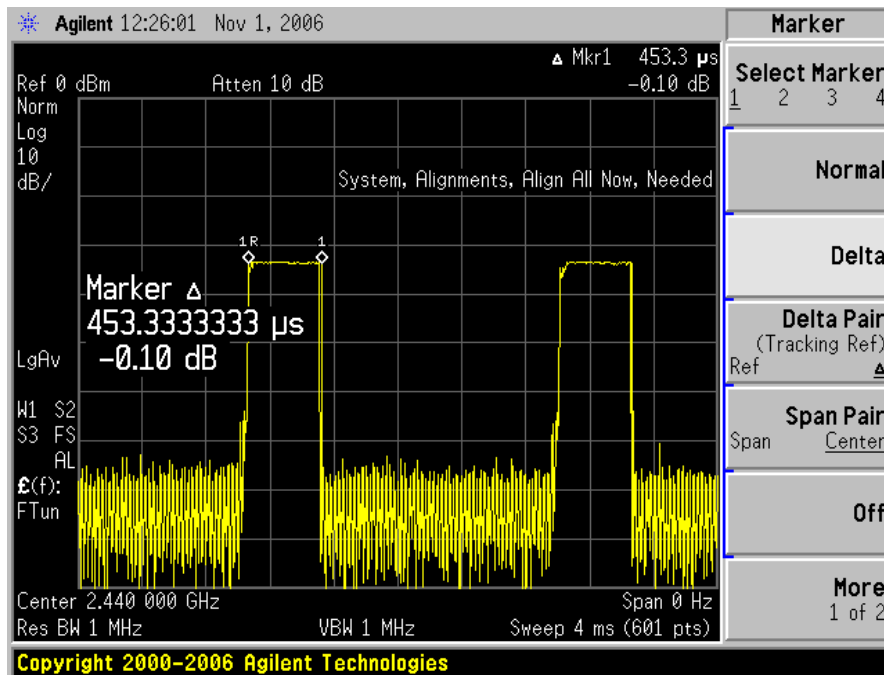 Agilent 12:26:01 Nov 1, 2006
Marker
Δ Mkr1 453.3 µs
Ref 0 dBm Atten 10 dB -0.10 dB
Select Marker
1 2 3 4
Norm
Log
10
dB/
System, Alignments, Align All Now, Needed
Normal
1R 1
Delta
Marker Δ
453.3333333 µs
-0.10 dB
Delta Pair
(Tracking Ref)
Ref Δ
LgAv
W1 S2
S3 FS
AL
Span Pair
Span Center
£(f):
FTun
Off
Center 2.440 000 GHz Span 0 Hz
Res BW 1 MHz VBW 1 MHz Sweep 4 ms (601 pts)
More
1 of 2
Copyright 2000-2006 Agilent Technologies